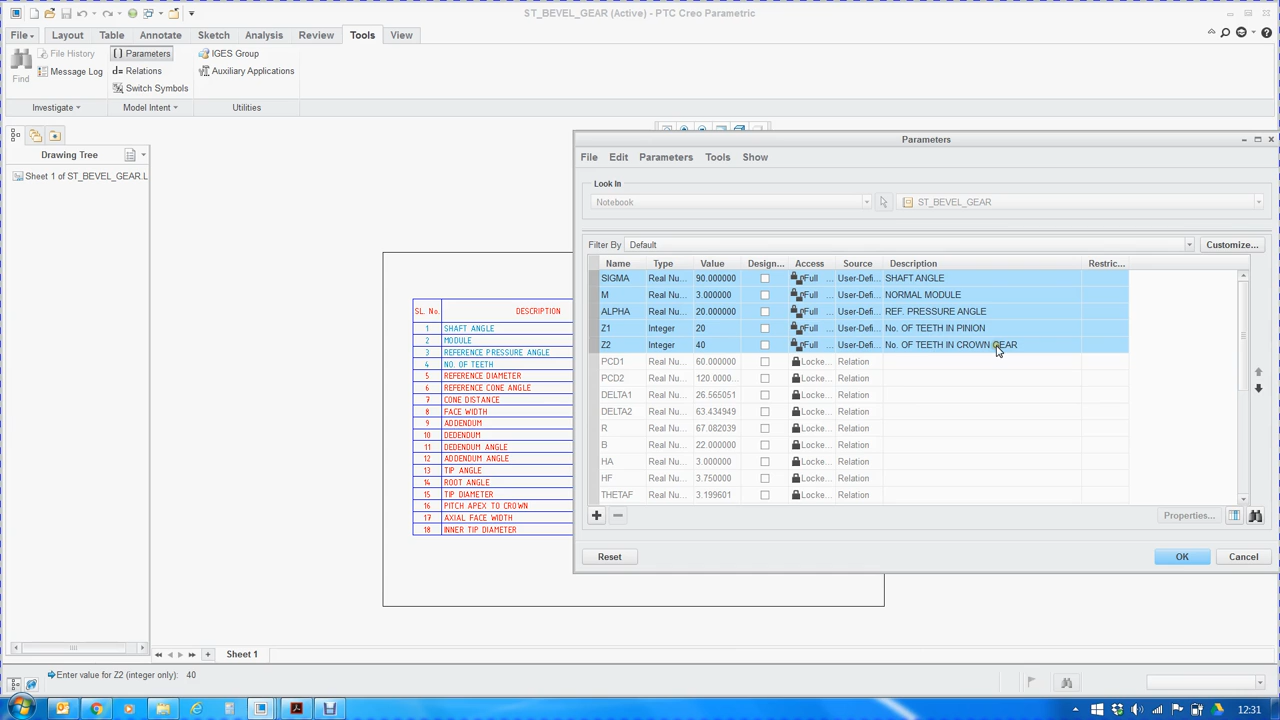 ST_BEVEL_GEAR (Active) - PTC Creo Parametric
File Layout Table Annotate Sketch Analysis Review Tools View
File History
Message Log
Find
Parameters
Relations
Switch Symbols
IGES Group
Auxiliary Applications
Investigate Model Intent Utilities
Drawing Tree
Sheet 1 of ST_BEVEL_GEAR.L
SL. No. DESCRIPTION
1 SHAFT ANGLE
2 MODULE
3 REFERENCE PRESSURE ANGLE
4 NO. OF TEETH
5 REFERENCE DIAMETER
6 REFERENCE CONE ANGLE
7 CONE DISTANCE
8 FACE WIDTH
9 ADDENDUM
10 DEDENDUM
11 DEDENDUM ANGLE
12 ADDENDUM ANGLE
13 TIP ANGLE
14 ROOT ANGLE
15 TIP DIAMETER
16 PITCH APEX TO CROWN
17 AXIAL FACE WIDTH
18 INNER TIP DIAMETER
Parameters
File Edit Parameters Tools Show
Look In
Notebook ST_BEVEL_GEAR
Filter By Default Customize...
Name Type Value Design... Access Source Description Restric...
SIGMA Real Nu... 90.000000 Full ... User-Defi... SHAFT ANGLE
M Real Nu... 3.000000 Full ... User-Defi... NORMAL MODULE
ALPHA Real Nu... 20.000000 Full ... User-Defi... REF. PRESSURE ANGLE
Z1 Integer 20 Full ... User-Defi... No. OF TEETH IN PINION
Z2 Integer 40 Full ... User-Defi... No. OF TEETH IN CROWN GEAR
PCD1 Real Nu... 60.000000 Locke... Relation
PCD2 Real Nu... 120.0000... Locke... Relation
DELTA1 Real Nu... 26.565051 Locke... Relation
DELTA2 Real Nu... 63.434949 Locke... Relation
R Real Nu... 67.082039 Locke... Relation
B Real Nu... 22.000000 Locke... Relation
HA Real Nu... 3.000000 Locke... Relation
HF Real Nu... 3.750000 Locke... Relation
THETAF Real Nu... 3.199601 Locke... Relation
Properties...
Reset OK Cancel
Sheet 1
Enter value for Z2 (integer only): 40
12:31